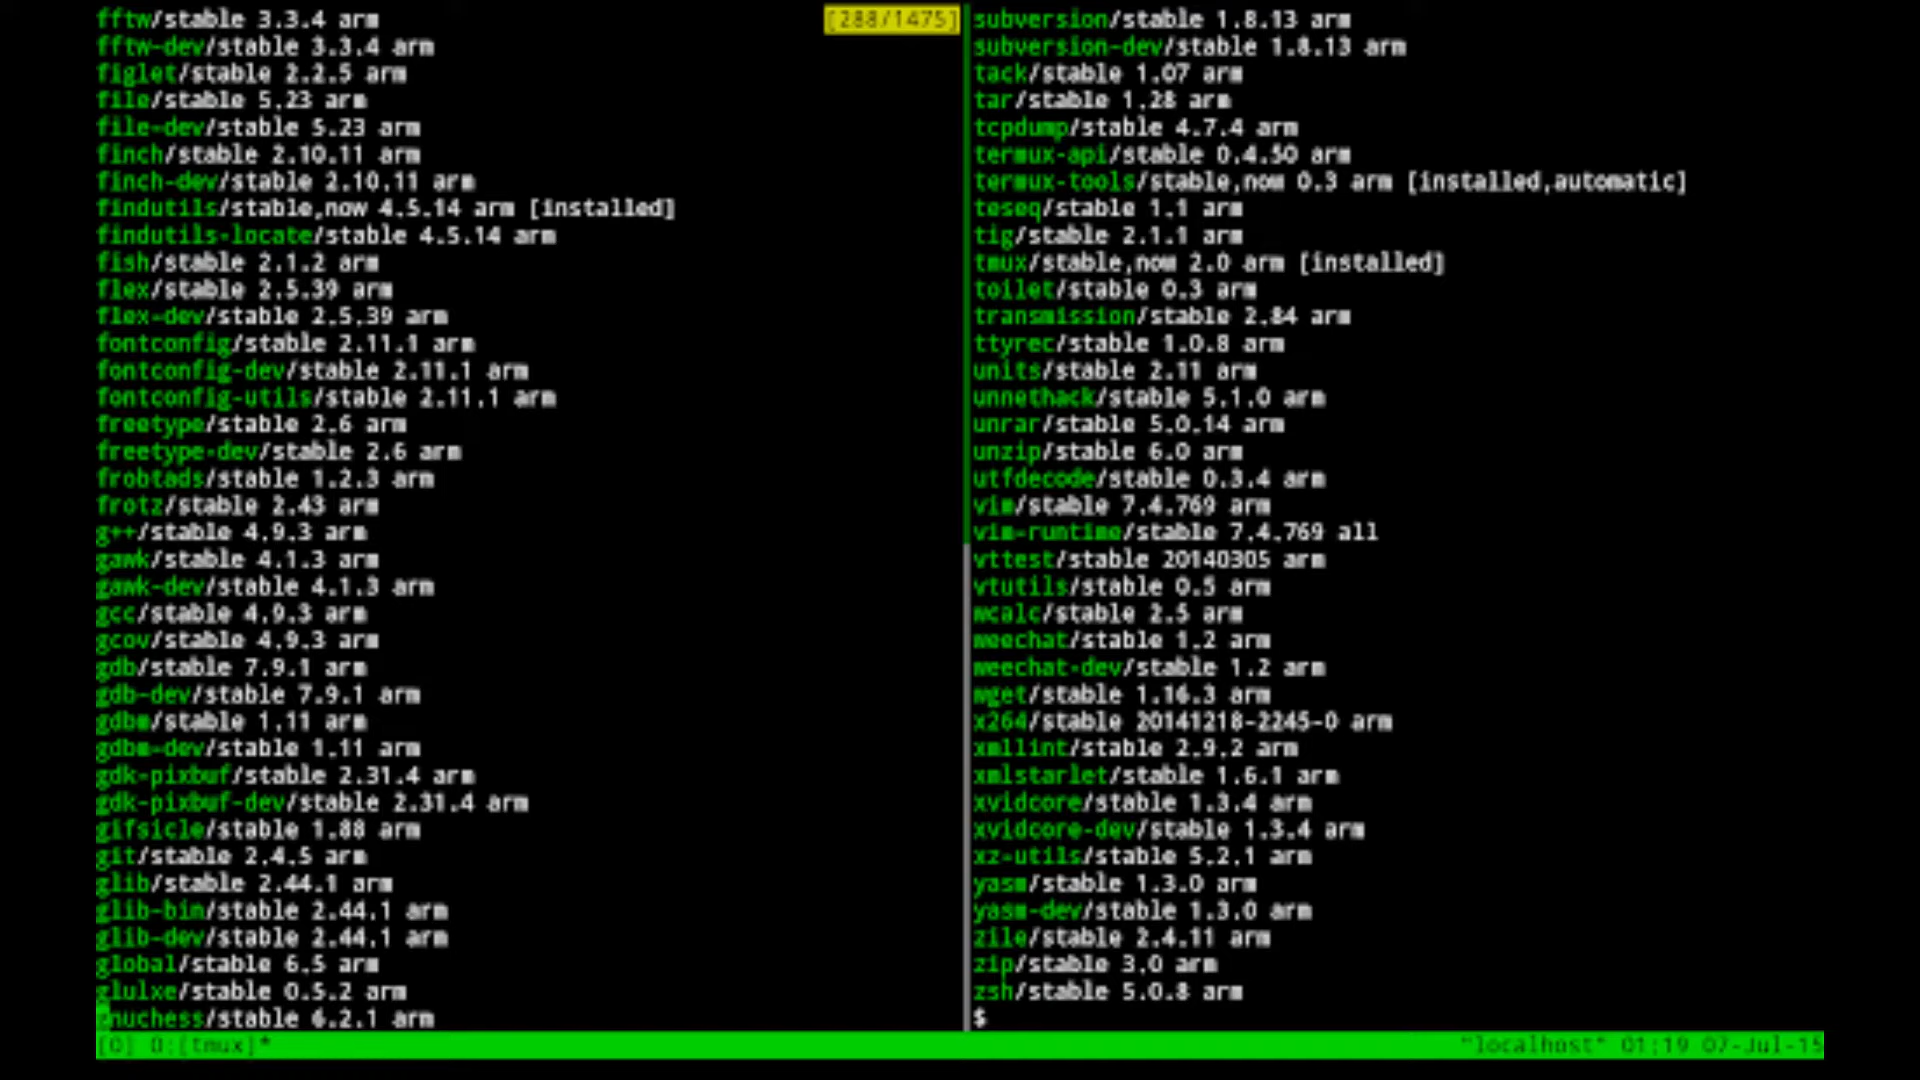 fftw/stable 3.3.4 arm
[288/1475]
fftw-dev/stable 3.3.4 arm
figlet/stable 2.2.5 arm
file/stable 5.23 arm
file-dev/stable 5.23 arm
finch/stable 2.10.11 arm
finch-dev/stable 2.10.11 arm
findutils/stable,now 4.5.14 arm [installed]
findutils-locate/stable 4.5.14 arm
fish/stable 2.1.2 arm
flex/stable 2.5.39 arm
flex-dev/stable 2.5.39 arm
fontconfig/stable 2.11.1 arm
fontconfig-dev/stable 2.11.1 arm
fontconfig-utils/stable 2.11.1 arm
freetype/stable 2.6 arm
freetype-dev/stable 2.6 arm
frobtads/stable 1.2.3 arm
frotz/stable 2.43 arm
g++/stable 4.9.3 arm
gawk/stable 4.1.3 arm
gawk-dev/stable 4.1.3 arm
gcc/stable 4.9.3 arm
gcov/stable 4.9.3 arm
gdb/stable 7.9.1 arm
gdb-dev/stable 7.9.1 arm
gdbm/stable 1.11 arm
gdbm-dev/stable 1.11 arm
gdk-pixbuf/stable 2.31.4 arm
gdk-pixbuf-dev/stable 2.31.4 arm
gifsicle/stable 1.88 arm
git/stable 2.4.5 arm
glib/stable 2.44.1 arm
glib-bin/stable 2.44.1 arm
glib-dev/stable 2.44.1 arm
global/stable 6.5 arm
glulxe/stable 0.5.2 arm
gnuchess/stable 6.2.1 arm
subversion/stable 1.8.13 arm
subversion-dev/stable 1.8.13 arm
tack/stable 1.07 arm
tar/stable 1.28 arm
tcpdump/stable 4.7.4 arm
termux-api/stable 0.4.50 arm
termux-tools/stable,now 0.3 arm [installed,automatic]
teseq/stable 1.1 arm
tig/stable 2.1.1 arm
tmux/stable,now 2.0 arm [installed]
toilet/stable 0.3 arm
transmission/stable 2.84 arm
ttyrec/stable 1.0.8 arm
units/stable 2.11 arm
unnethack/stable 5.1.0 arm
unrar/stable 5.0.14 arm
unzip/stable 6.0 arm
utfdecode/stable 0.3.4 arm
vim/stable 7.4.769 arm
vim-runtime/stable 7.4.769 all
vttest/stable 20140305 arm
vtutils/stable 0.5 arm
wcalc/stable 2.5 arm
weechat/stable 1.2 arm
weechat-dev/stable 1.2 arm
wget/stable 1.16.3 arm
x264/stable 20141218-2245-0 arm
xmllint/stable 2.9.2 arm
xmlstarlet/stable 1.6.1 arm
xvidcore/stable 1.3.4 arm
xvidcore-dev/stable 1.3.4 arm
xz-utils/stable 5.2.1 arm
yasm/stable 1.3.0 arm
yasm-dev/stable 1.3.0 arm
zile/stable 2.4.11 arm
zip/stable 3.0 arm
zsh/stable 5.0.8 arm
$
[0] 0:[tmux]* "localhost" 01:19 07-Jul-15